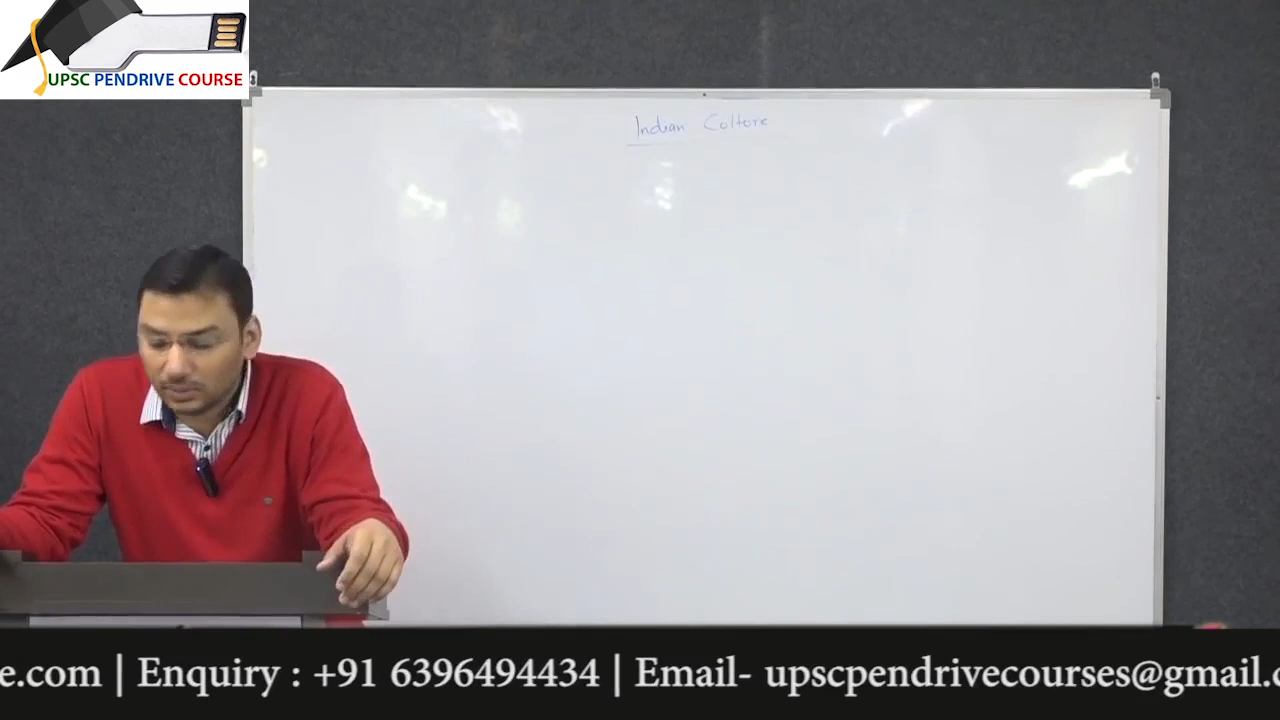 UPSC PENDRIVE COURSE
Indian Culture
e.com | Enquiry : +91 6396494434 | Email- upscpendrivecourses@gmail.c